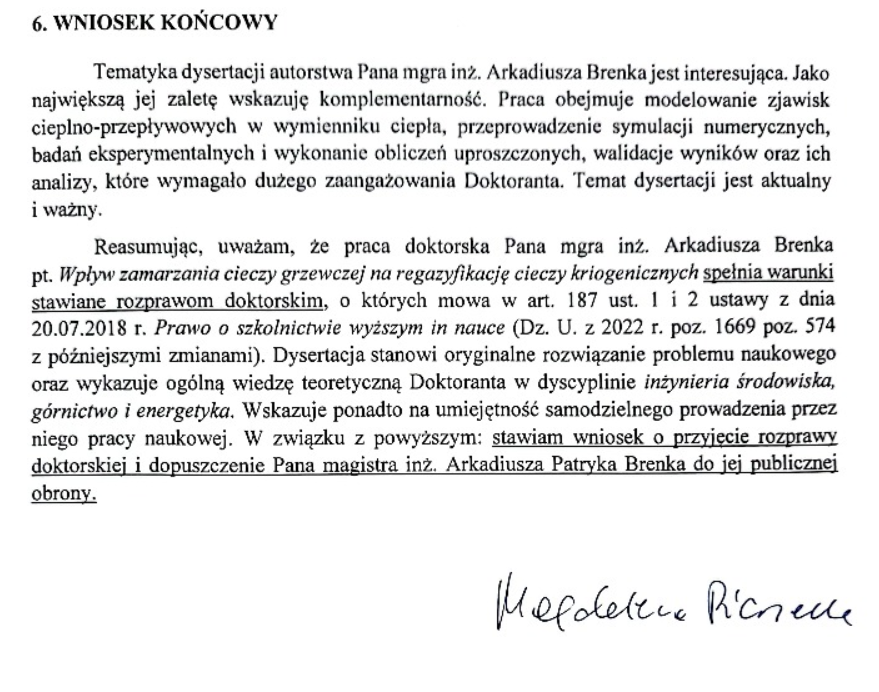 6. WNIOSEK KOŃCOWY
Tematyka dysertacji autorstwa Pana mgra inż. Arkadiusza Brenka jest interesująca. Jako
największą jej zaletę wskazuję komplementarność. Praca obejmuje modelowanie zjawisk
cieplno-przepływowych w wymienniku ciepła, przeprowadzenie symulacji numerycznych,
badań eksperymentalnych i wykonanie obliczeń uproszczonych, walidacje wyników oraz ich
analizy, które wymagało dużego zaangażowania Doktoranta. Temat dysertacji jest aktualny
i ważny.
Reasumując, uważam, że praca doktorska Pana mgra inż. Arkadiusza Brenka
pt. Wpływ zamarzania cieczy grzewczej na regazyfikację cieczy kriogenicznych spełnia warunki
stawiane rozprawom doktorskim, o których mowa w art. 187 ust. 1 i 2 ustawy z dnia
20.07.2018 r. Prawo o szkolnictwie wyższym in nauce (Dz. U. z 2022 r. poz. 1669 poz. 574
z późniejszymi zmianami). Dysertacja stanowi oryginalne rozwiązanie problemu naukowego
oraz wykazuje ogólną wiedzę teoretyczną Doktoranta w dyscyplinie inżynieria środowiska,
górnictwo i energetyka. Wskazuje ponadto na umiejętność samodzielnego prowadzenia przez
niego pracy naukowej. W związku z powyższym: stawiam wniosek o przyjęcie rozprawy
doktorskiej i dopuszczenie Pana magistra inż. Arkadiusza Patryka Brenka do jej publicznej
obrony.
Magdalena